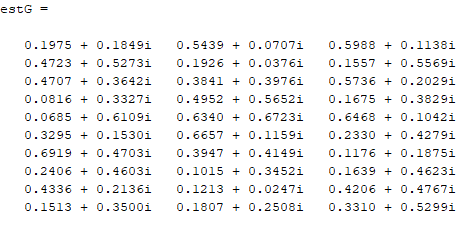 estG =
0.1975 + 0.1849i 0.5439 + 0.0707i 0.5988 + 0.1138i
0.4723 + 0.5273i 0.1926 + 0.0376i 0.1557 + 0.5569i
0.4707 + 0.3642i 0.3841 + 0.3976i 0.5736 + 0.2029i
0.0816 + 0.3327i 0.4952 + 0.5652i 0.1675 + 0.3829i
0.0685 + 0.6109i 0.6340 + 0.6723i 0.6468 + 0.1042i
0.3295 + 0.1530i 0.6657 + 0.1159i 0.2330 + 0.4279i
0.6919 + 0.4703i 0.3947 + 0.4149i 0.1176 + 0.1875i
0.2406 + 0.4603i 0.1015 + 0.3452i 0.1639 + 0.4623i
0.4336 + 0.2136i 0.1213 + 0.0247i 0.4206 + 0.4767i
0.1513 + 0.3500i 0.1807 + 0.2508i 0.3310 + 0.5299i